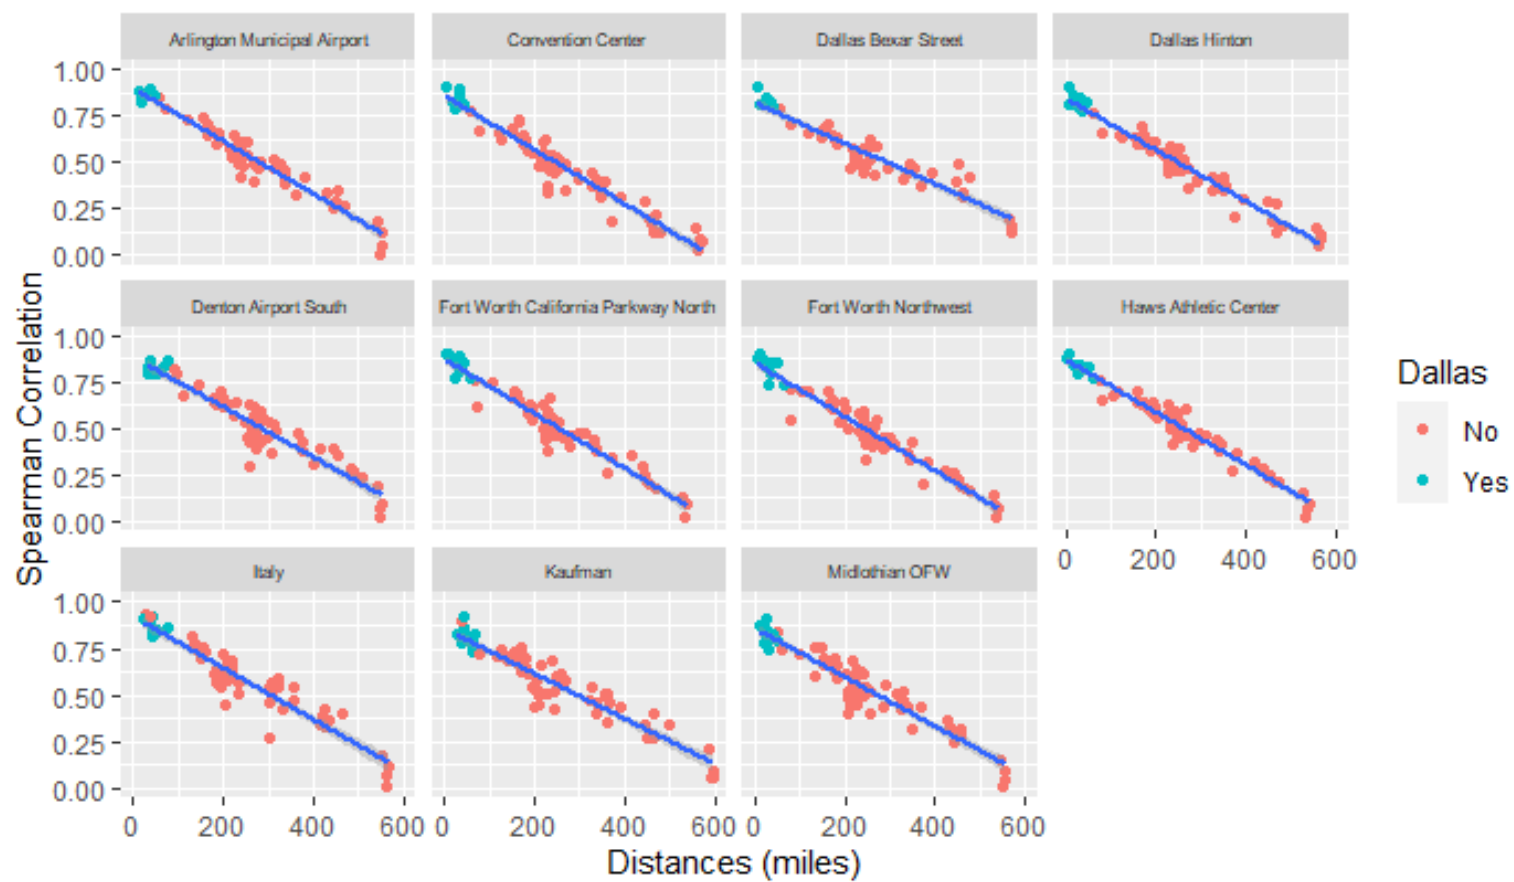 Arlington Municipal Airport
Convention Center
Dallas Bexar Street
Dallas Hinton
1.00
0.75
0.50
0.25
0.00
Denton Airport South
Fort Worth California Parkway North
Fort Worth Northwest
Haws Athletic Center
1.00
0.75
0.50
0.25
0.00
0 200 400 600
Italy
Kaufman
Midlothian OFW
1.00
0.75
0.50
0.25
0.00
0 200 400 600
0 200 400 600
0 200 400 600
Distances (miles)
Spearman Correlation
Dallas
No
Yes